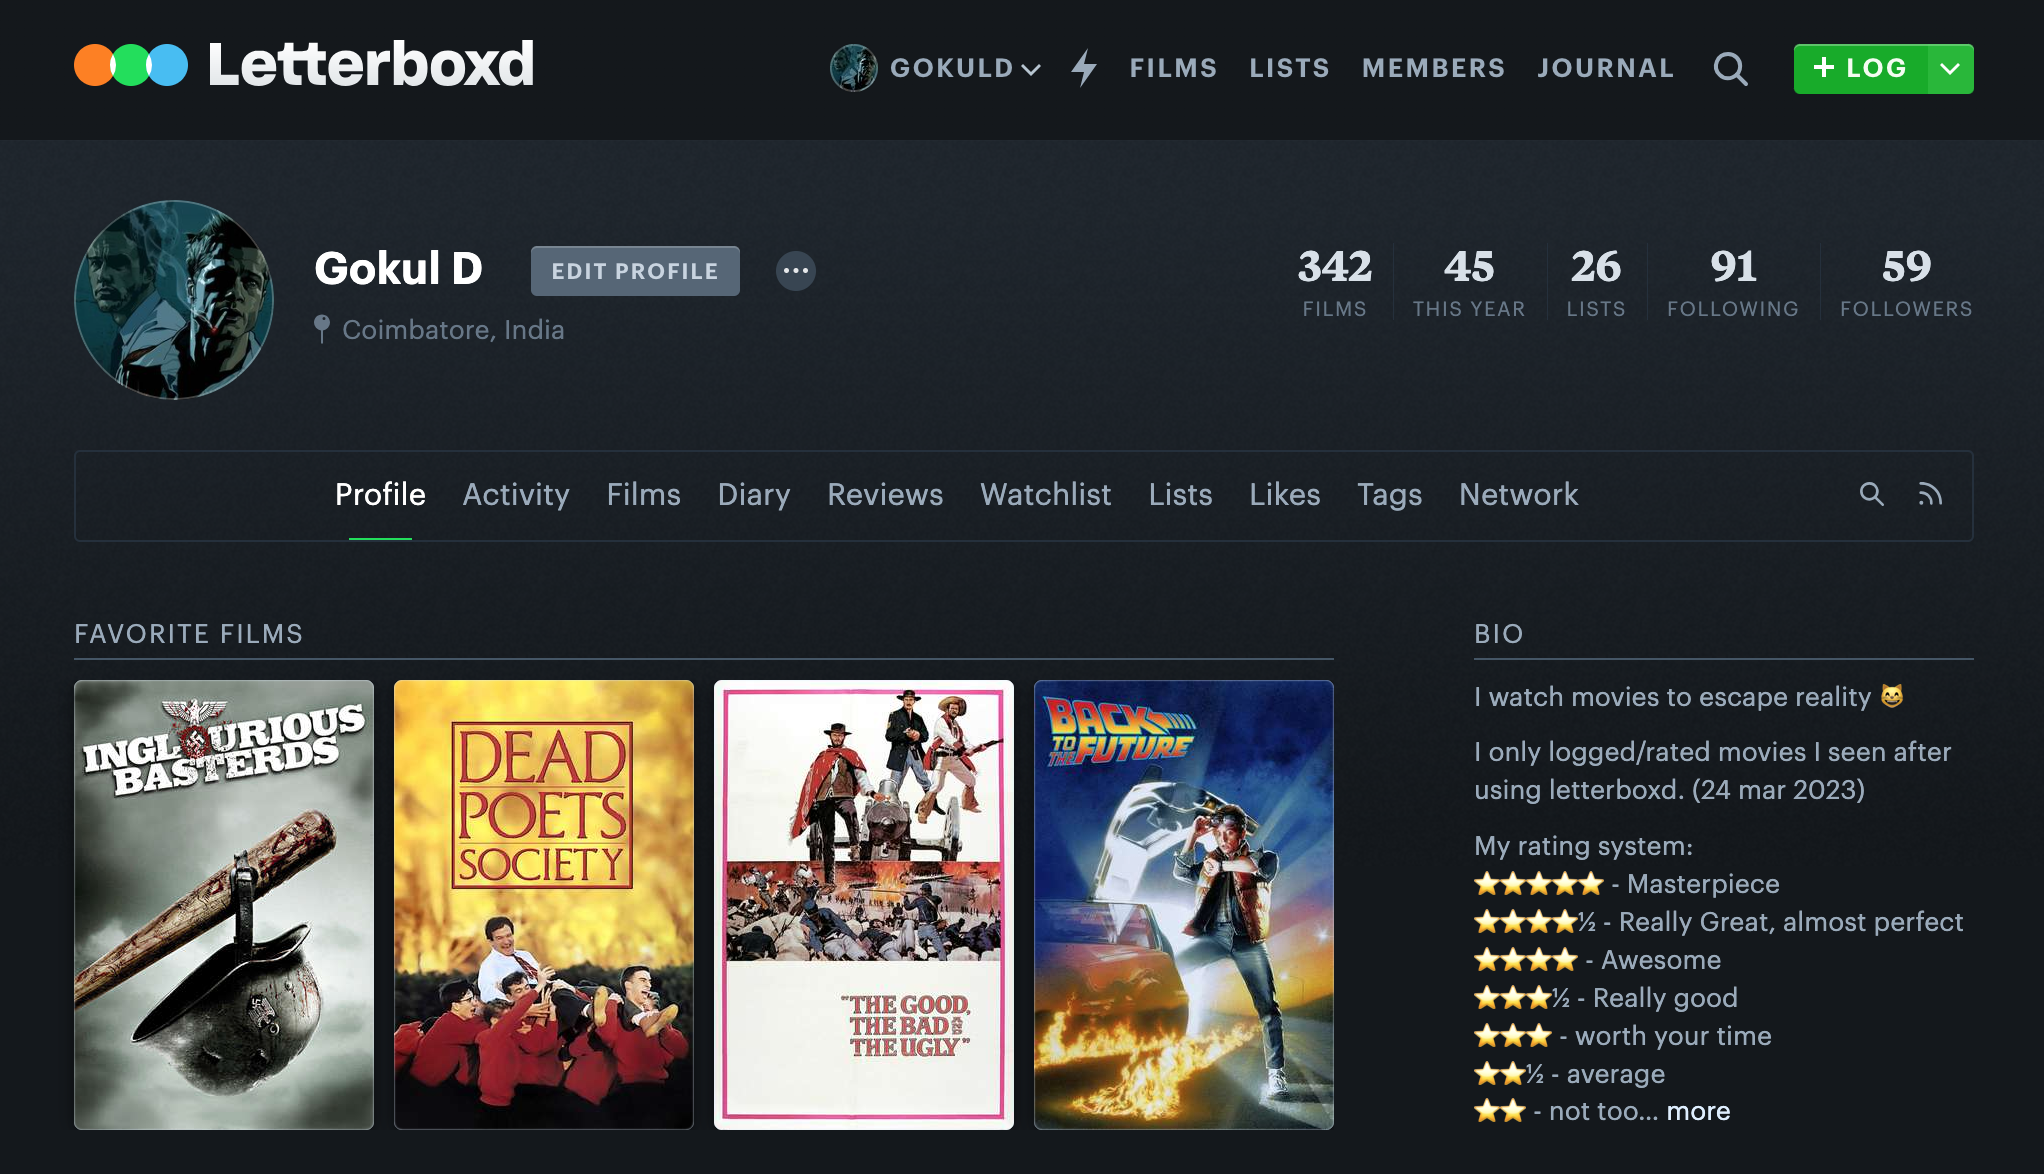 Letterboxd
GOKULD
FILMS
LISTS
MEMBERS
JOURNAL
+ LOG
Gokul D
EDIT PROFILE
Coimbatore, India
342
FILMS
45
THIS YEAR
26
LISTS
91
FOLLOWING
59
FOLLOWERS
Profile
Activity
Films
Diary
Reviews
Watchlist
Lists
Likes
Tags
Network
FAVORITE FILMS
INGLOURIOUS
BASTERDS
DEAD
POETS
SOCIETY
"THE GOOD,
THE BAD AND
THE UGLY"
BACK
TO THE FUTURE
BIO
I watch movies to escape reality 😺
I only logged/rated movies I seen after
using letterboxd. (24 mar 2023)
My rating system:
⭐⭐⭐⭐⭐ - Masterpiece
⭐⭐⭐⭐½ - Really Great, almost perfect
⭐⭐⭐⭐ - Awesome
⭐⭐⭐½ - Really good
⭐⭐⭐ - worth your time
⭐⭐½ - average
⭐⭐ - not too... more